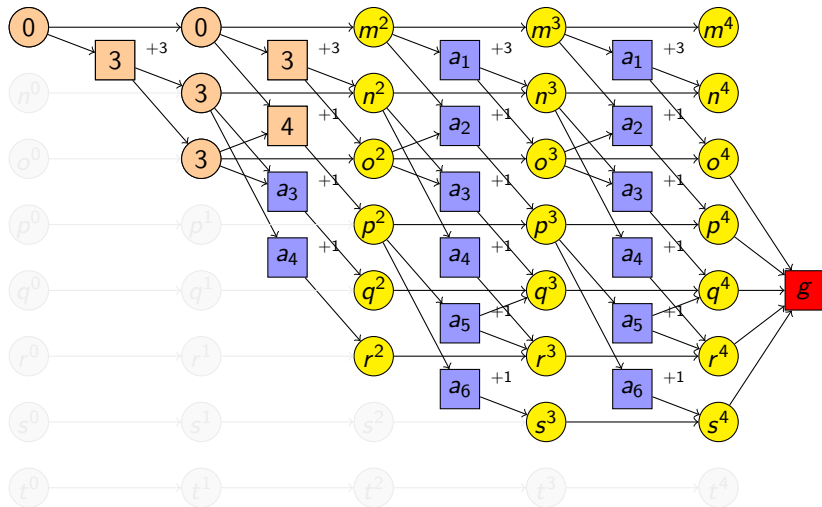 0 0 m² m³ m⁴
+3 +3 +3 +3
3 3 a₁ a₁
n⁰ 3 n² n³ n⁴
+1 +1 +1
4 a₂ a₂
o⁰ 3 o² o³ o⁴
+1 +1 +1
a₃ a₃ a₃
p⁰ p¹ p² p³ p⁴
+1 +1 +1
a₄ a₄ a₄
q⁰ q¹ q² q³ q⁴ g
+1 +1
a₅ a₅
r⁰ r¹ r² r³ r⁴
+1 +1
a₆ a₆
s⁰ s¹ s² s³ s⁴
t⁰ t¹ t² t³ t⁴